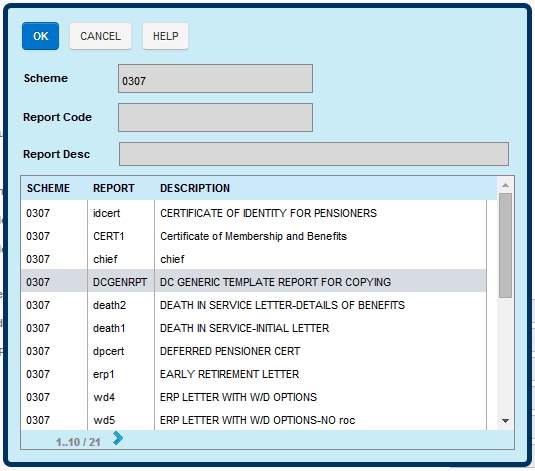 OK CANCEL HELP
Scheme 0307
Report Code
Report Desc
SCHEME REPORT DESCRIPTION
0307 idcert CERTIFICATE OF IDENTITY FOR PENSIONERS
0307 CERT1 Certificate of Membership and Benefits
0307 chief chief
0307 DCGENRPT DC GENERIC TEMPLATE REPORT FOR COPYING
0307 death2 DEATH IN SERVICE LETTER-DETAILS OF BENEFITS
0307 death1 DEATH IN SERVICE-INITIAL LETTER
0307 dpcert DEFERRED PENSIONER CERT
0307 erp1 EARLY RETIREMENT LETTER
0307 wd4 ERP LETTER WITH W/D OPTIONS
0307 wd5 ERP LETTER WITH W/D OPTIONS-NO roc
1..10 / 21